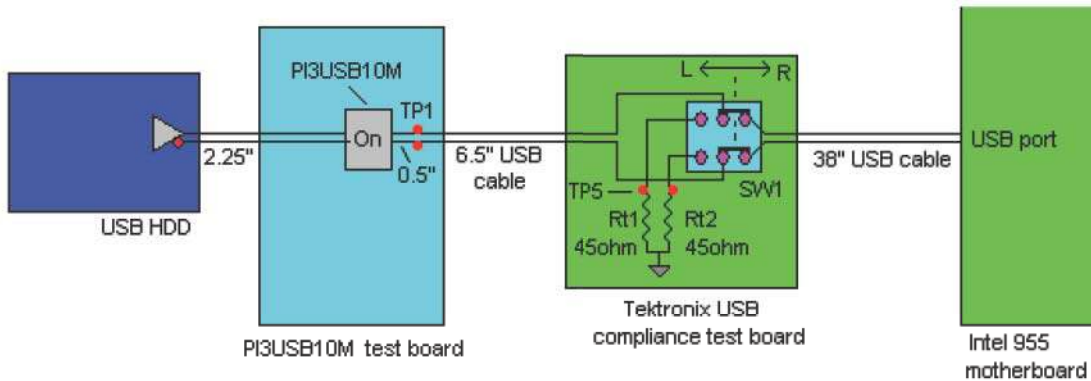 PI3USB10M
TP1
L
R
On
2.25"
0.5"
6.5" USB
cable
38" USB cable
USB port
TP5
SW1
Rt1
Rt2
45ohm
45ohm
USB HDD
Tektronix USB
compliance test board
PI3USB10M test board
Intel 955
motherboard